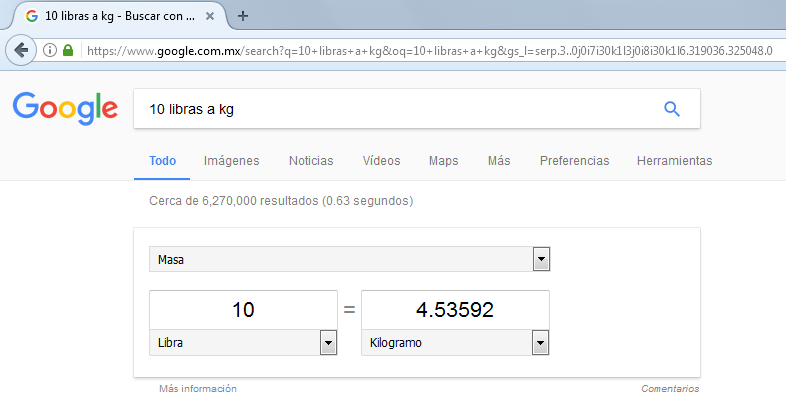 10 libras a kg - Buscar con ...
https://www.google.com.mx/search?q=10+libras+a+kg&oq=10+libras+a+kg&gs_l=serp.3..0j0i7i30k1l3j0i8i30k1l6.319036.325048.0
Google
10 libras a kg
Todo Imágenes Noticias Vídeos Maps Más Preferencias Herramientas
Cerca de 6,270,000 resultados (0.63 segundos)
Masa
10 = 4.53592
Libra Kilogramo
Más información Comentarios